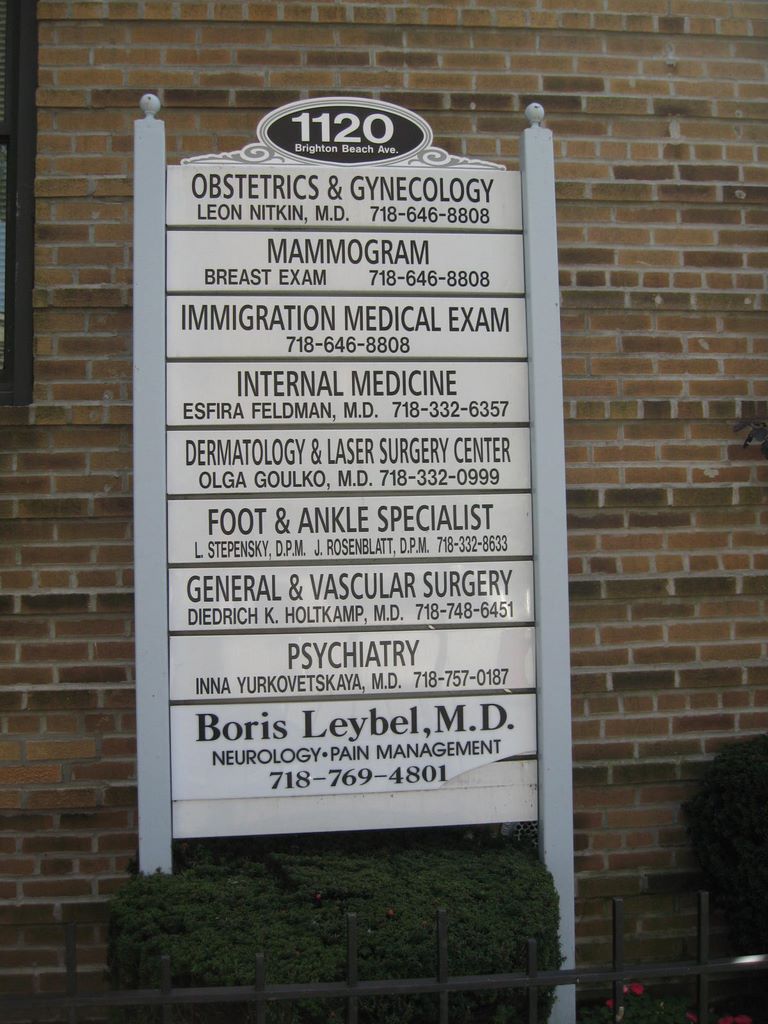 1120
Brighton Beach Ave.
OBSTETRICS & GYNECOLOGY
LEON NITKIN, M.D. 718-646-8808
MAMMOGRAM
BREAST EXAM 718-646-8808
IMMIGRATION MEDICAL EXAM
718-646-8808
INTERNAL MEDICINE
ESFIRA FELDMAN, M.D. 718-332-6357
DERMATOLOGY & LASER SURGERY CENTER
OLGA GOULKO, M.D. 718-332-0999
FOOT & ANKLE SPECIALIST
L. STEPENSKY, D.P.M. J. ROSENBLATT, D.P.M. 718-332-8633
GENERAL & VASCULAR SURGERY
DIEDRICH K. HOLTKAMP, M.D. 718-748-6451
PSYCHIATRY
INNA YURKOVETSKAYA, M.D. 718-757-0187
Boris Leybel, M.D.
NEUROLOGY•PAIN MANAGEMENT
718-769-4801